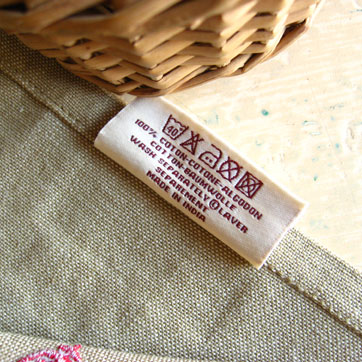 40
100% COTON-COTONE-ALGODON
COTTON-BAUMWOLLE
WASH SEPARATELY
SEPAREMENT LAVER
MADE IN INDIA